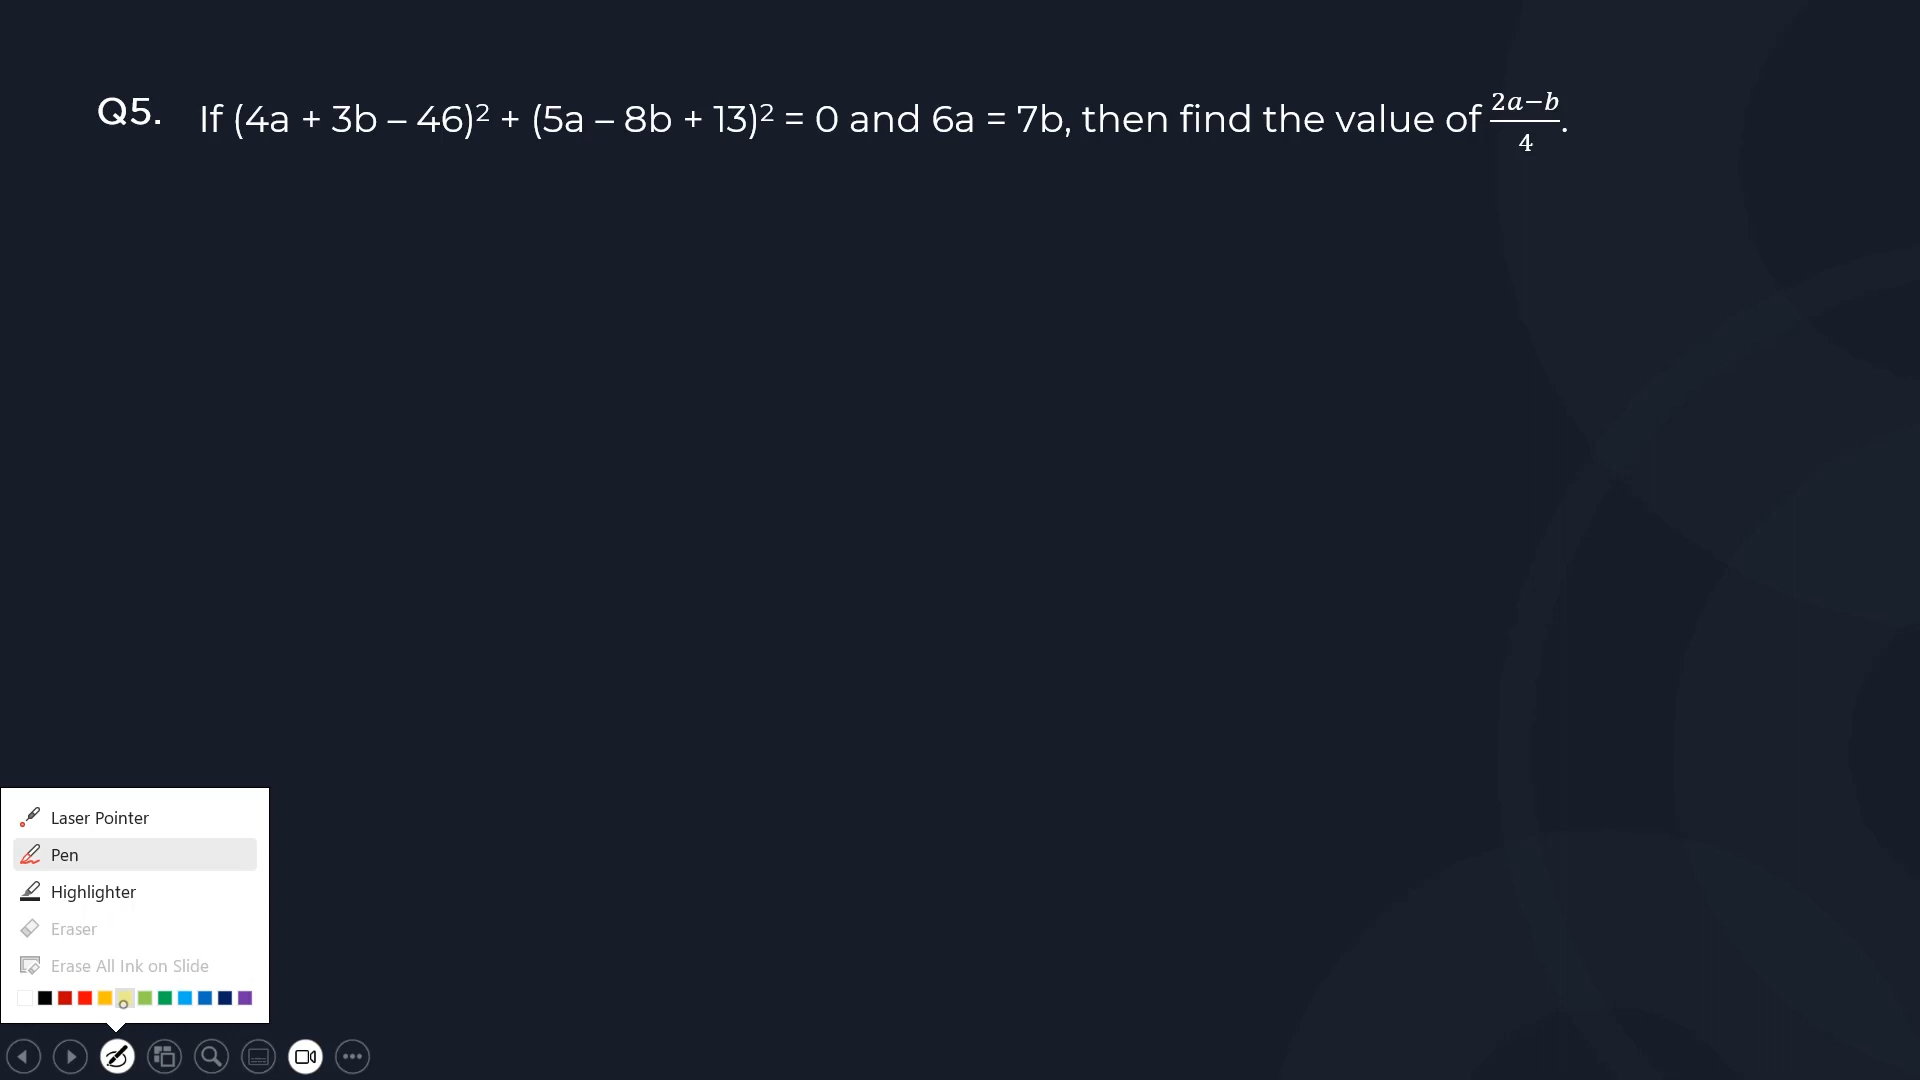 Q5. If (4a + 3b – 46)² + (5a – 8b + 13)² = 0 and 6a = 7b, then find the value of \frac{2a-b}{4}.
Laser Pointer
Pen
Highlighter
Eraser
Erase All Ink on Slide